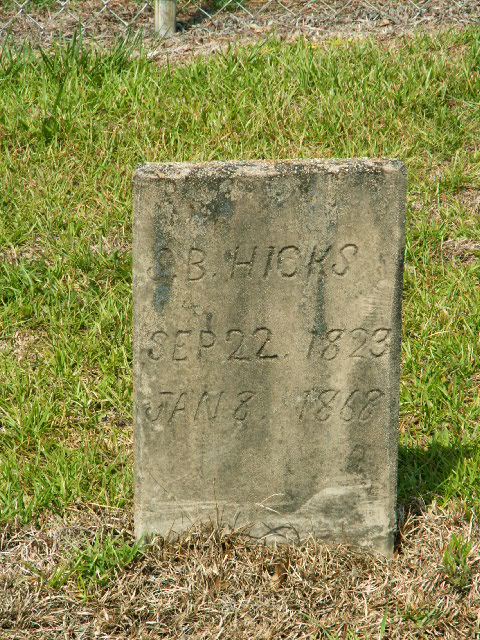 B. HICKS
SEP 22. 1823
JAN 8. 1868